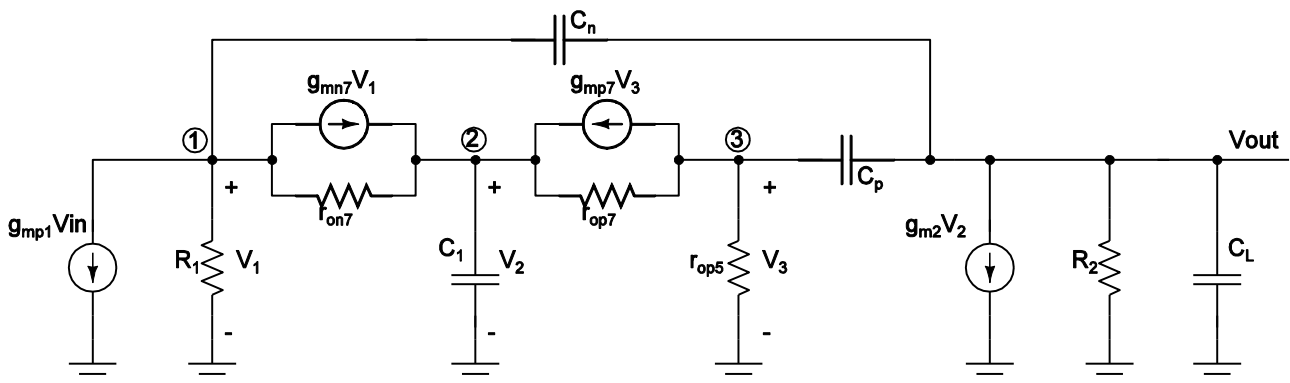 Cn
gmn7V1
gmp7V3
1
2
3
Vout
+
+
+
Cp
ron7
rop7
gmp1Vin
R1
V1
C1
V2
rop5
V3
gm2V2
R2
CL
-
-
-